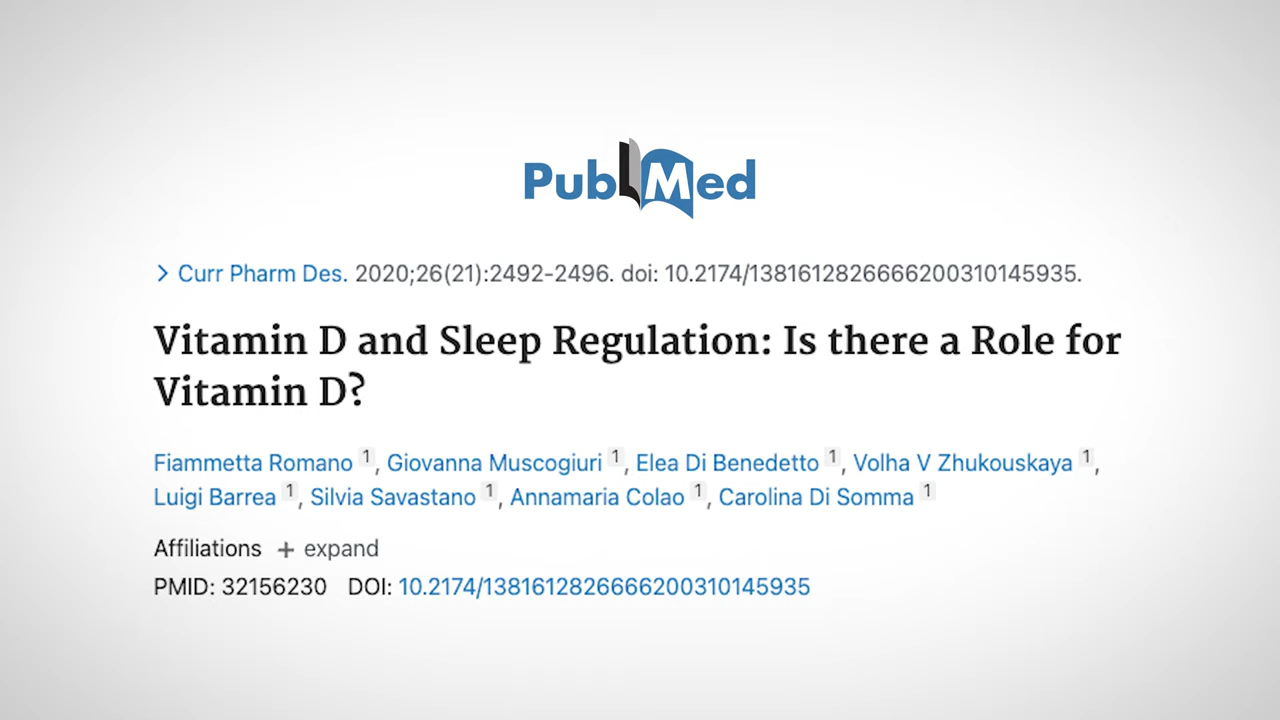 PubMed
> Curr Pharm Des. 2020;26(21):2492-2496. doi: 10.2174/1381612826666200310145935.
Vitamin D and Sleep Regulation: Is there a Role for
Vitamin D?
Fiammetta Romano 1, Giovanna Muscogiuri 1, Elea Di Benedetto 1, Volha V Zhukouskaya 1,
Luigi Barrea 1, Silvia Savastano 1, Annamaria Colao 1, Carolina Di Somma 1
Affiliations + expand
PMID: 32156230 DOI: 10.2174/1381612826666200310145935